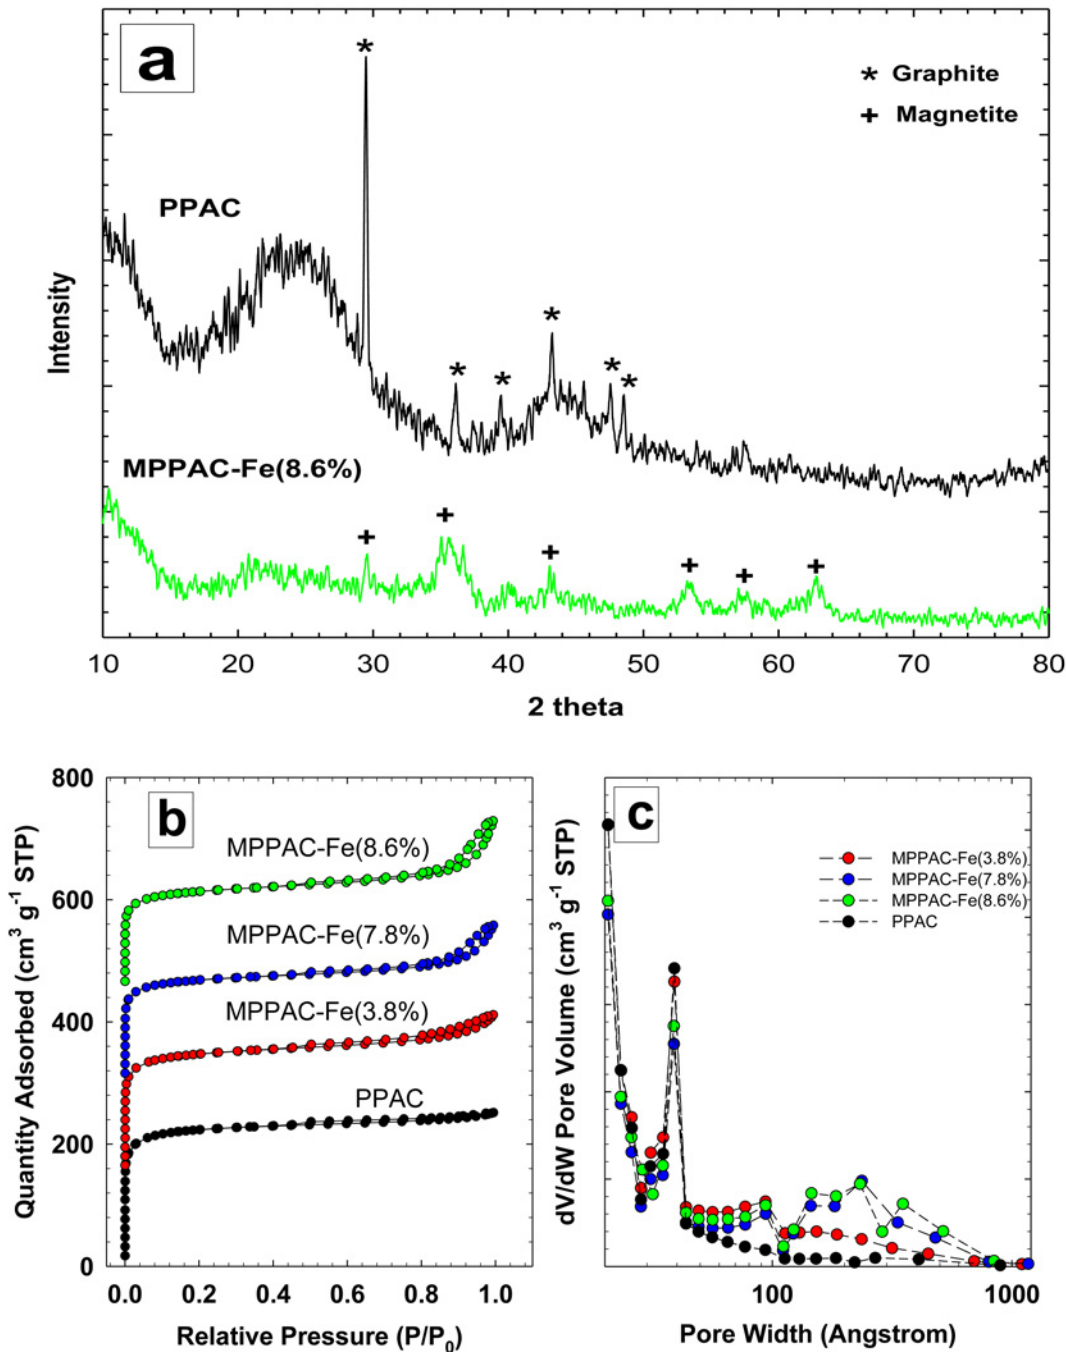 a
* Graphite
+ Magnetite
PPAC
MPPAC-Fe(8.6%)
Intensity
10 20 30 40 50 60 70 80
2 theta
b
800
600
400
200
0
MPPAC-Fe(8.6%)
MPPAC-Fe(7.8%)
MPPAC-Fe(3.8%)
PPAC
Quantity Adsorbed (cm³ g⁻¹ STP)
0.0 0.2 0.4 0.6 0.8 1.0
Relative Pressure (P/P₀)
c
MPPAC-Fe(3.8%)
MPPAC-Fe(7.8%)
MPPAC-Fe(8.6%)
PPAC
dV/dW Pore Volume (cm³ g⁻¹ STP)
100 1000
Pore Width (Angstrom)